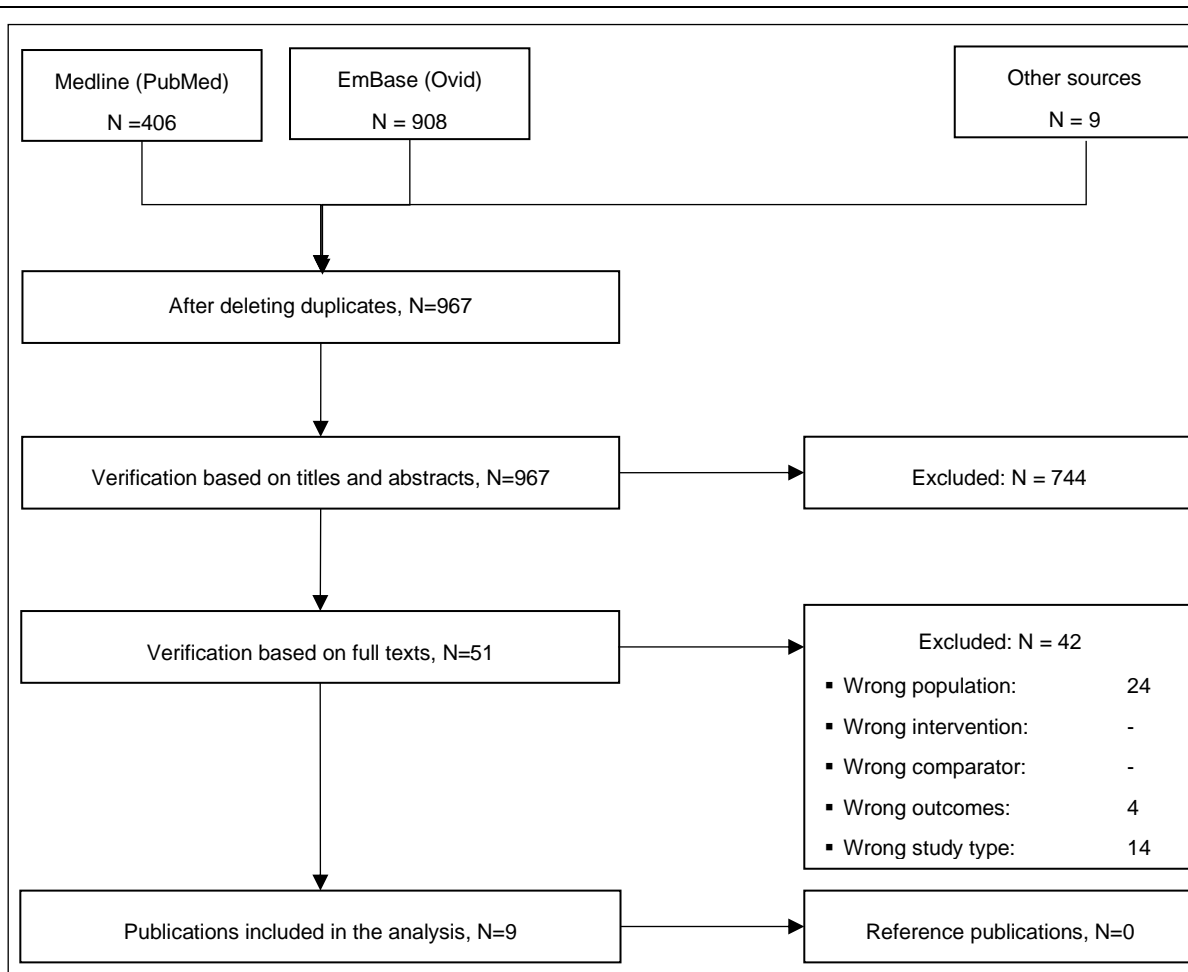 Medline (PubMed)
N =406
EmBase (Ovid)
N = 908
Other sources
N = 9
After deleting duplicates, N=967
Verification based on titles and abstracts, N=967
Excluded: N = 744
Verification based on full texts, N=51
Excluded: N = 42
▪ Wrong population: 24
▪ Wrong intervention: -
▪ Wrong comparator: -
▪ Wrong outcomes: 4
▪ Wrong study type: 14
Publications included in the analysis, N=9
Reference publications, N=0